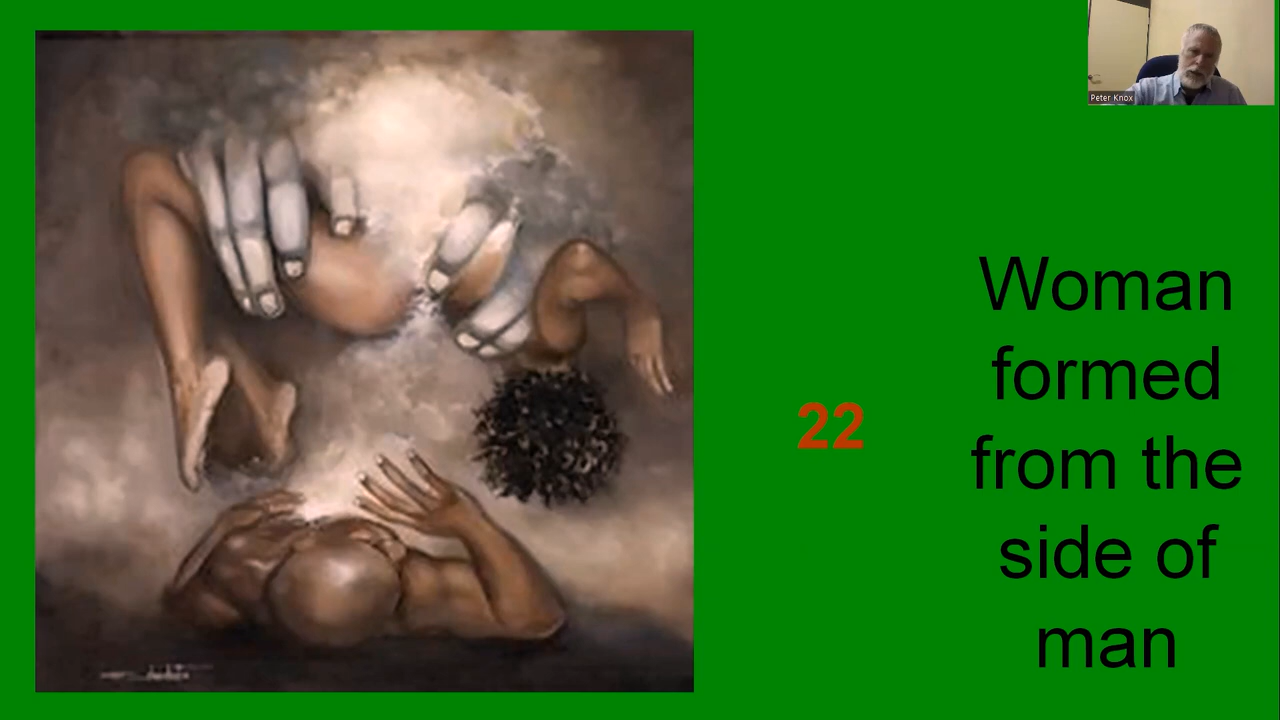 Peter Knox
22
Woman
formed
from the
side of
man